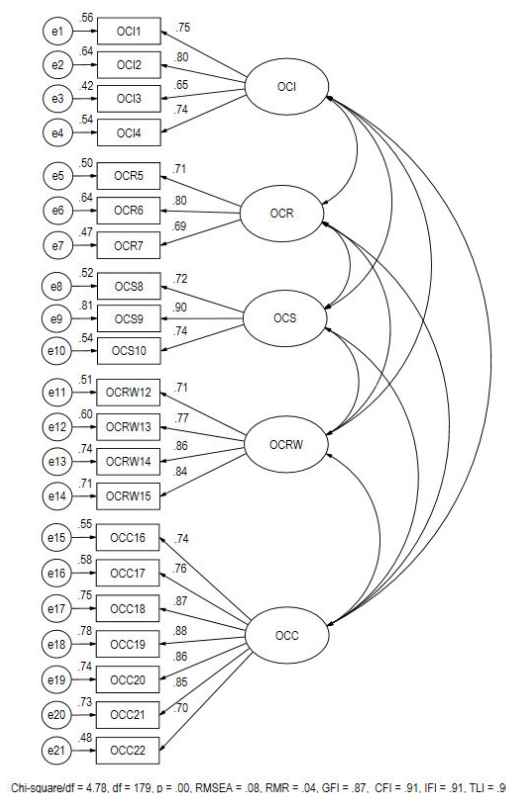 e1 .56 OCI1 .75
e2 .64 OCI2 .80
e3 .42 OCI3 .65
e4 .54 OCI4 .74
OCI
e5 .50 OCR5 .71
e6 .64 OCR6 .80
e7 .47 OCR7 .69
OCR
e8 .52 OCS8 .72
e9 .81 OCS9 .90
e10 .54 OCS10 .74
OCS
e11 .51 OCRW12 .71
e12 .60 OCRW13 .77
e13 .74 OCRW14 .86
e14 .71 OCRW15 .84
OCRW
e15 .55 OCC16 .74
e16 .58 OCC17 .76
e17 .75 OCC18 .87
e18 .78 OCC19 .88
e19 .74 OCC20 .86
e20 .73 OCC21 .85
e21 .48 OCC22 .70
OCC
Chi-square/df = 4.78, df = 179, p = .00, RMSEA = .08, RMR = .04, GFI = .87, CFI = .91, IFI = .91, TLI =